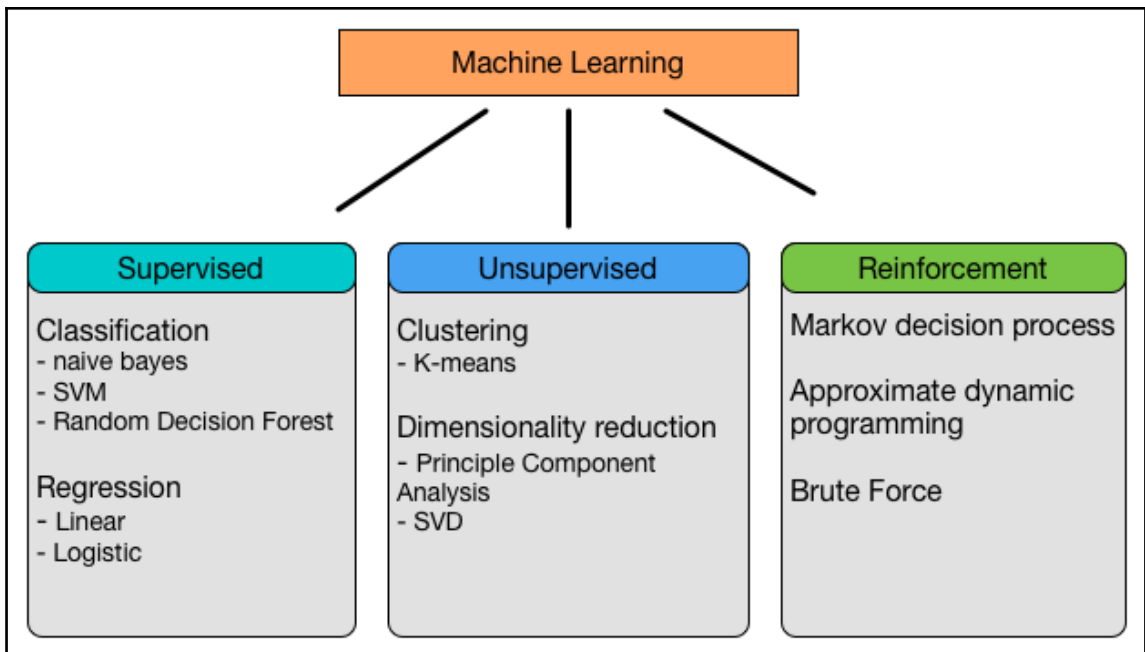 Machine Learning
Supervised
Classification
- naive bayes
- SVM
- Random Decision Forest
Regression
- Linear
- Logistic
Unsupervised
Clustering
- K-means
Dimensionality reduction
- Principle Component
Analysis
- SVD
Reinforcement
Markov decision process
Approximate dynamic
programming
Brute Force